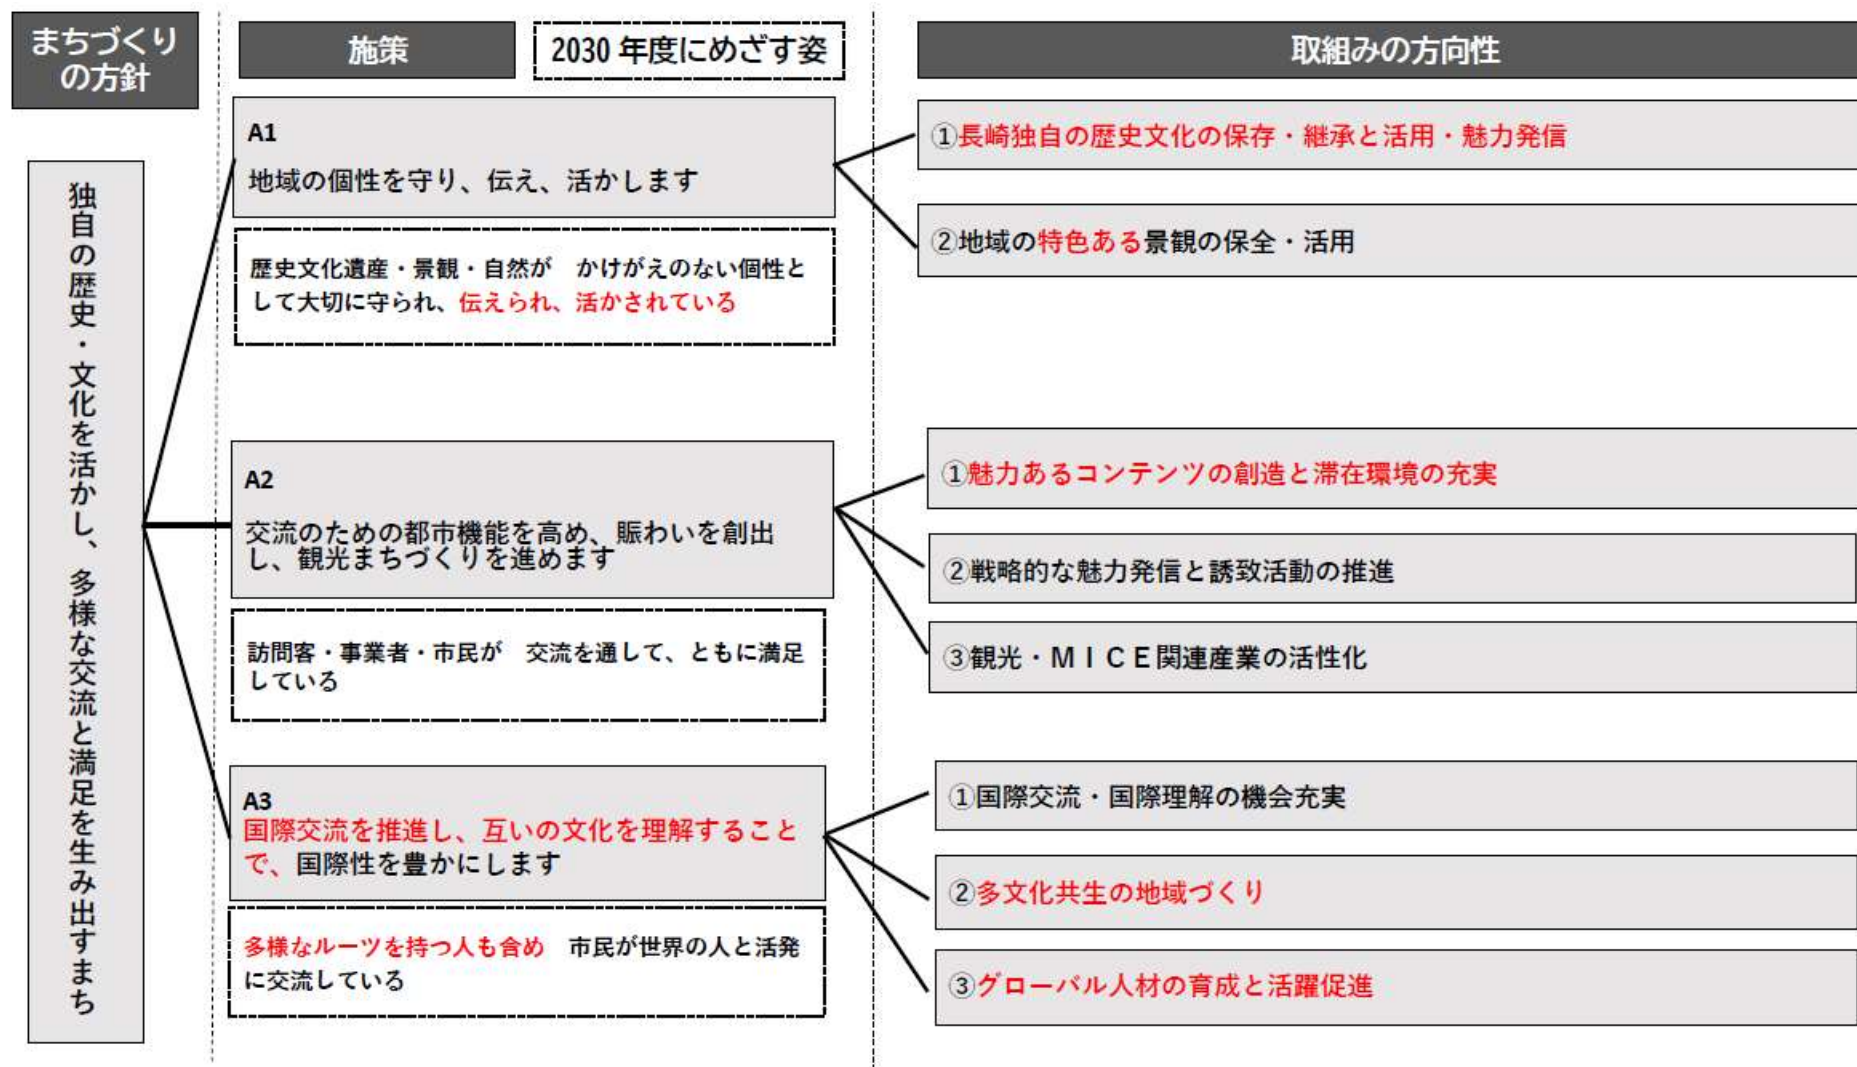 まちづくり
の方針
施策
2030 年度にめざす姿
取組みの方向性
独自の歴史・文化を活かし、多様な交流と満足を生み出すまち
A1
地域の個性を守り、伝え、活かします
歴史文化遺産・景観・自然が　かけがえのない個性と
して大切に守られ、伝えられ、活かされている
①長崎独自の歴史文化の保存・継承と活用・魅力発信
②地域の特色ある景観の保全・活用
A2
交流のための都市機能を高め、賑わいを創出
し、観光まちづくりを進めます
訪問客・事業者・市民が　交流を通して、ともに満足
している
①魅力あるコンテンツの創造と滞在環境の充実
②戦略的な魅力発信と誘致活動の推進
③観光・ＭＩＣＥ関連産業の活性化
A3
国際交流を推進し、互いの文化を理解すること
で、国際性を豊かにします
多様なルーツを持つ人も含め　市民が世界の人と活発
に交流している
①国際交流・国際理解の機会充実
②多文化共生の地域づくり
③グローバル人材の育成と活躍促進